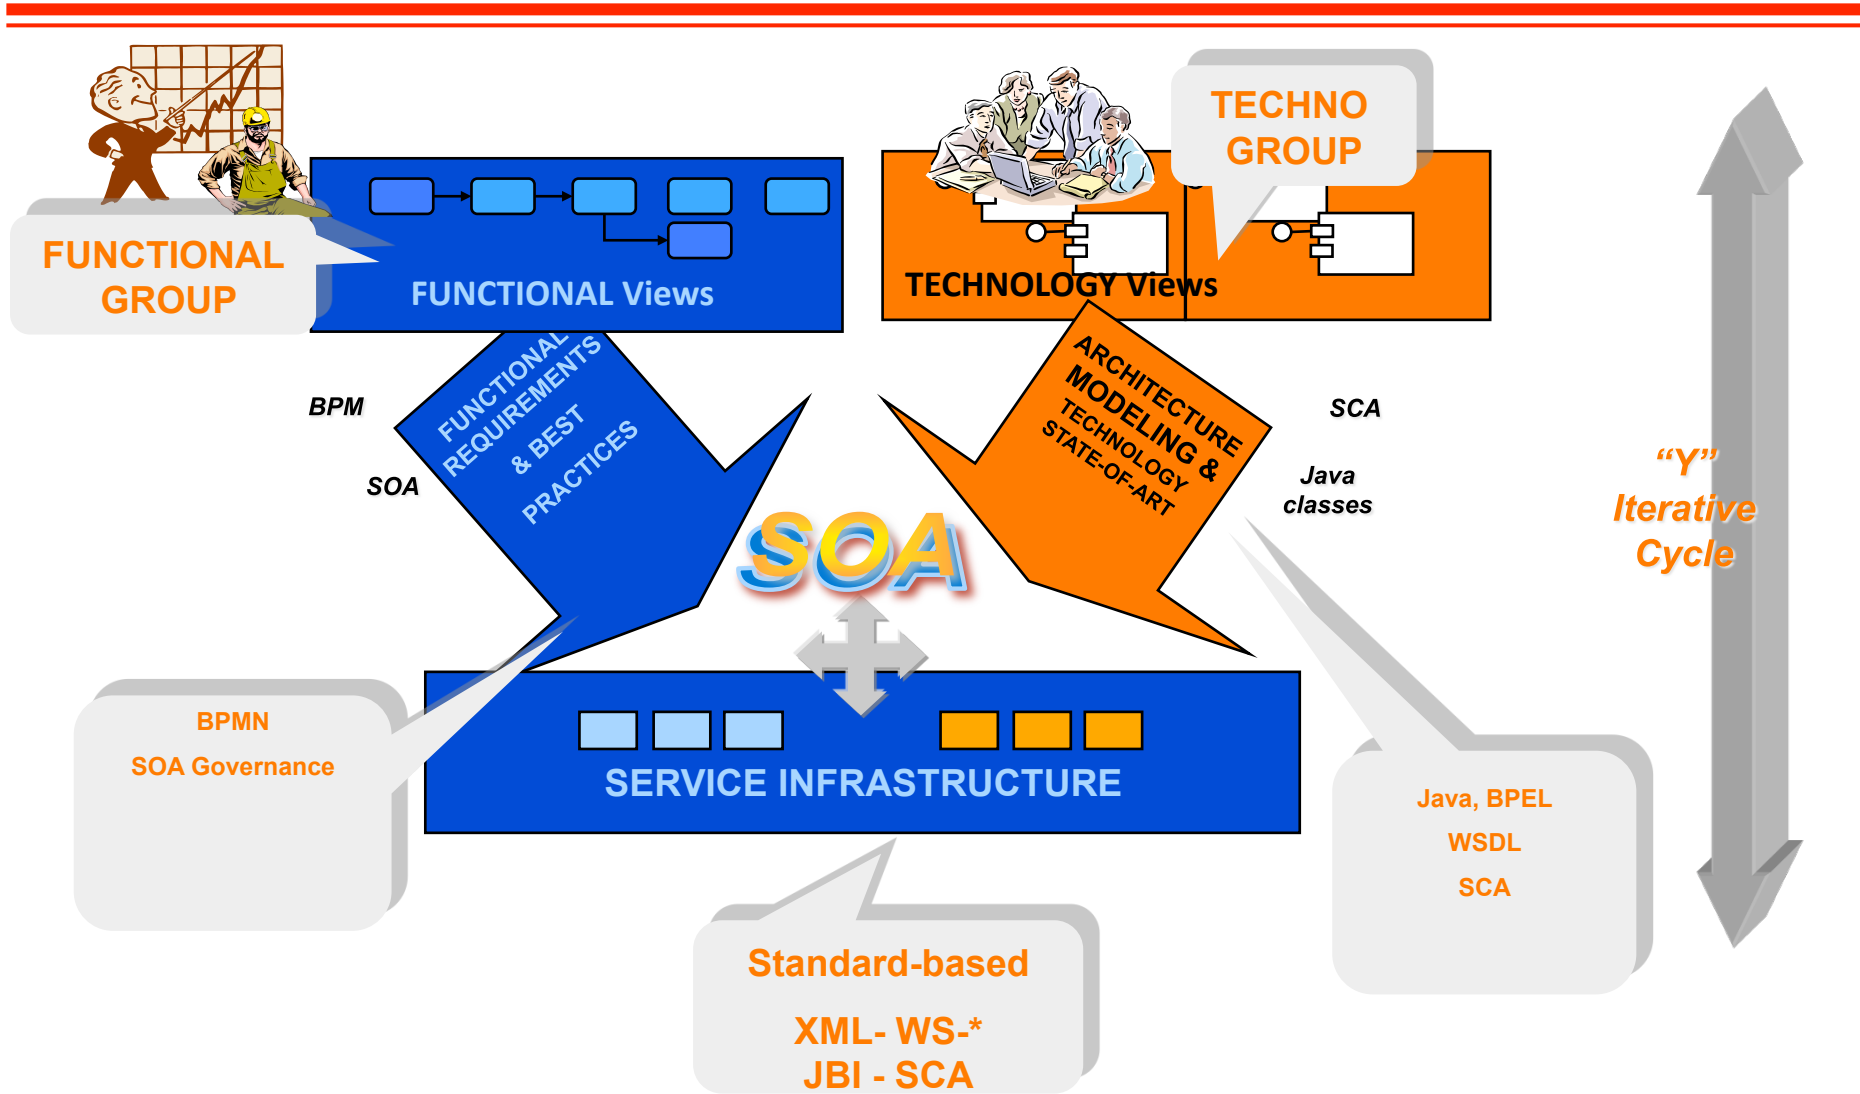 FUNCTIONAL
GROUP
TECHNO
GROUP
FUNCTIONAL Views
TECHNOLOGY Views
FUNCTIONAL
REQUIREMENTS
& BEST
PRACTICES
ARCHITECTURE
MODELING &
TECHNOLOGY
STATE-OF-ART
BPM
SOA
SCA
Java
classes
“Y”
Iterative
Cycle
SOA
BPMN
SOA Governance
SERVICE INFRASTRUCTURE
Java, BPEL
WSDL
SCA
Standard-based
XML- WS-*
JBI - SCA